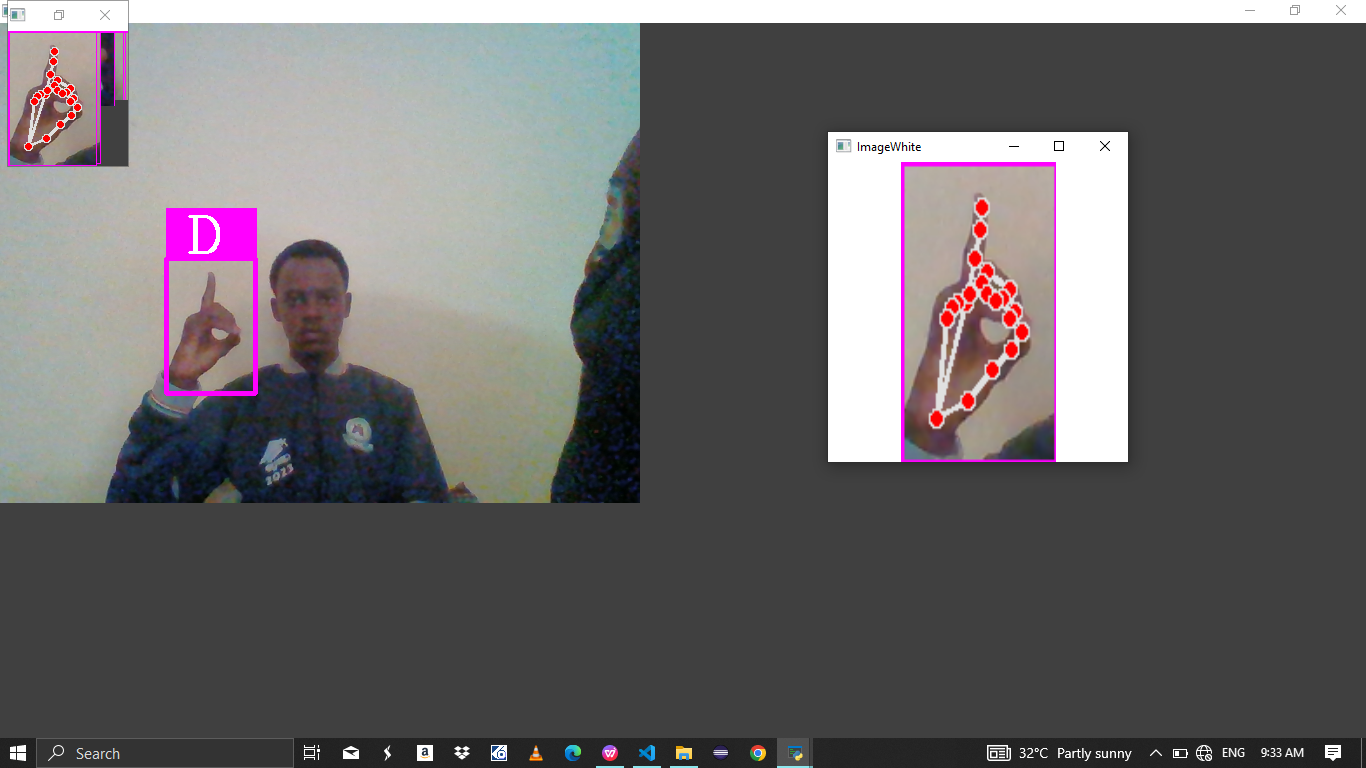 ImageWhite
D
2023
Search
a
32°C Partly sunny
ENG
9:33 AM